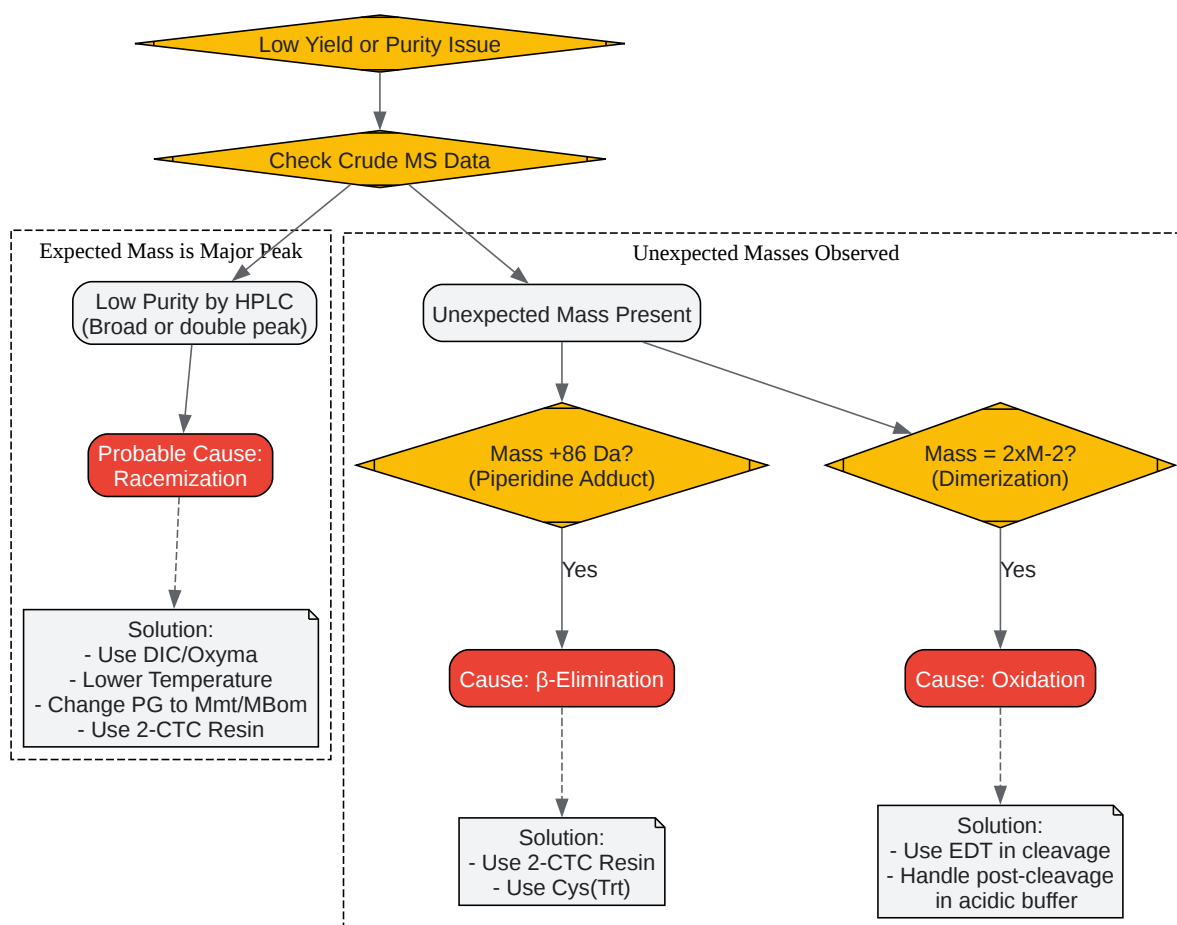 Low Yield or Purity Issue
Check Crude MS Data
Expected Mass is Major Peak
Low Purity by HPLC
(Broad or double peak)
Probable Cause:
Racemization
Solution:
- Use DIC/Oxyma
- Lower Temperature
- Change PG to Mmt/MBom
- Use 2-CTC Resin
Unexpected Masses Observed
Unexpected Mass Present
Mass +86 Da?
(Piperidine Adduct)
Yes
Cause: β-Elimination
Solution:
- Use 2-CTC Resin
- Use Cys(Trt)
Mass = 2xM-2?
(Dimerization)
Yes
Cause: Oxidation
Solution:
- Use EDT in cleavage
- Handle post-cleavage
in acidic buffer